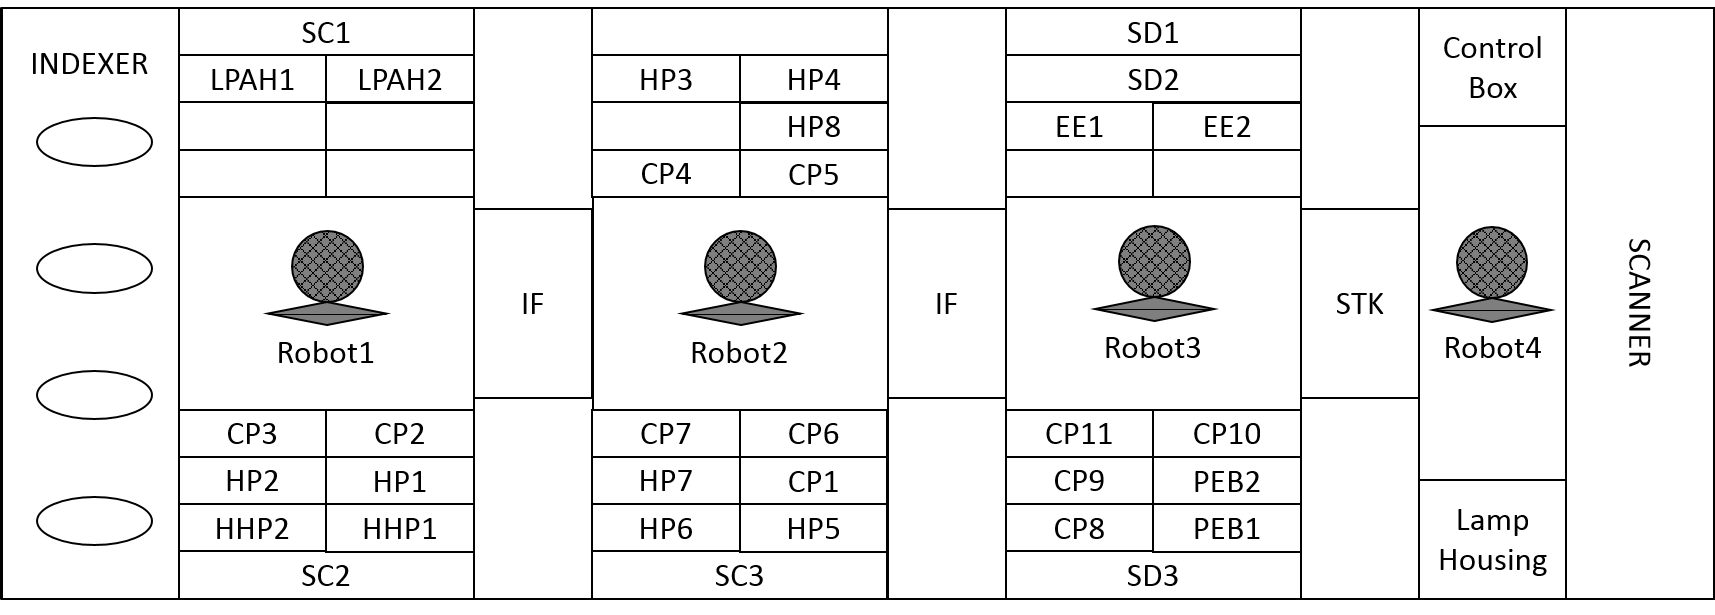 SC1
SD1
INDEXER
Control
Box
LPAH1
LPAH2
HP3
HP4
SD2
HP8
EE1
EE2
CP4
CP5
IF
IF
STK
SCANNER
Robot1
Robot2
Robot3
Robot4
CP3
CP2
CP7
CP6
CP11
CP10
HP2
HP1
HP7
CP1
CP9
PEB2
HHP2
HHP1
HP6
HP5
CP8
PEB1
Lamp
Housing
SC2
SC3
SD3